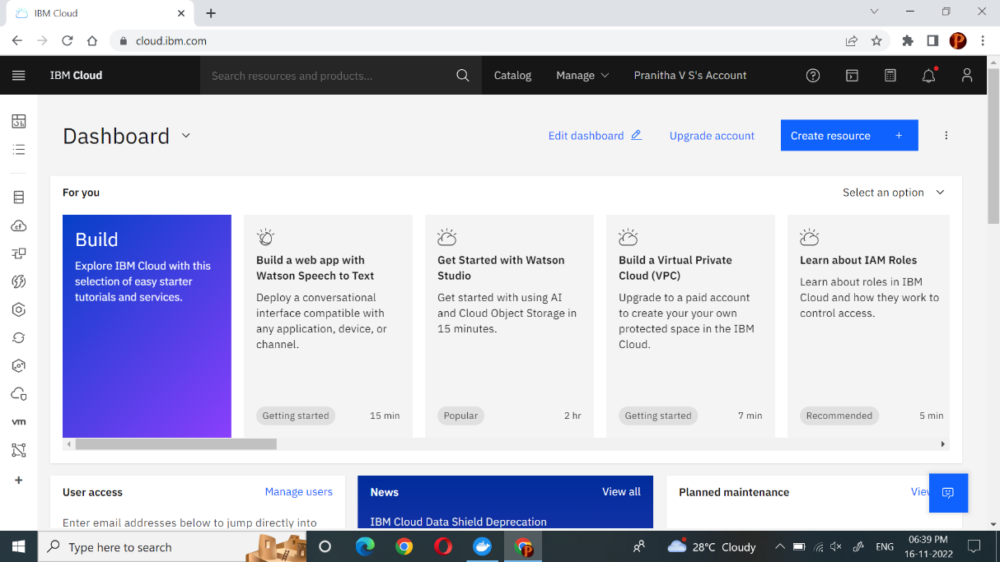 IBM Cloud
cloud.ibm.com
IBM Cloud
Search resources and products...
Catalog
Manage
Pranitha V S's Account
Dashboard
Edit dashboard
Upgrade account
Create resource +
For you
Select an option
Build
Explore IBM Cloud with this
selection of easy starter
tutorials and services.
Build a web app with
Watson Speech to Text
Deploy a conversational
interface compatible with
any application, device, or
channel.
Getting started
15 min
Get Started with Watson
Studio
Get started with using AI
and Cloud Object Storage in
15 minutes.
Popular
2 hr
Build a Virtual Private
Cloud (VPC)
Upgrade to a paid account
to create your your own
protected space in the IBM
Cloud.
Getting started
7 min
Learn about IAM Roles
Learn about roles in IBM
Cloud and how they work to
control access.
Recommended
5 min
cf
vm
User access
Manage users
Enter email addresses below to jump directly into
News
View all
IBM Cloud Data Shield Deprecation
Planned maintenance
Type here to search
28°C Cloudy
ENG
06:39 PM
16-11-2022